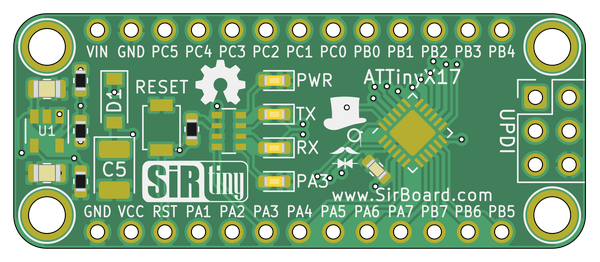 VIN GND PC5 PC4 PC3 PC2 PC1 PC0 PB0 PB1 PB2 PB3 PB4
RESET
PWR
ATTinyX17
D1
TX
U1
UPDI
RX
C5
SiR tiny
PA3
www.SirBoard.com
GND VCC RST PA1 PA2 PA3 PA4 PA5 PA6 PA7 PB7 PB6 PB5